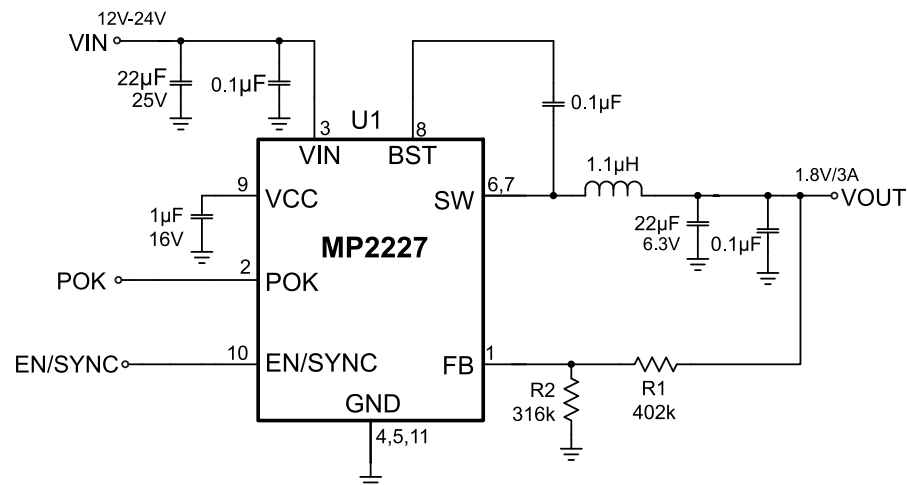 12V-24V
VIN
22µF
25V
0.1µF
U1
3
8
VIN
BST
0.1µF
9
VCC
1µF
16V
6,7
SW
1.1µH
1.8V/3A
VOUT
22µF
6.3V
0.1µF
MP2227
POK
2
POK
EN/SYNC
10
EN/SYNC
FB
1
R2
316k
R1
402k
GND
4,5,11